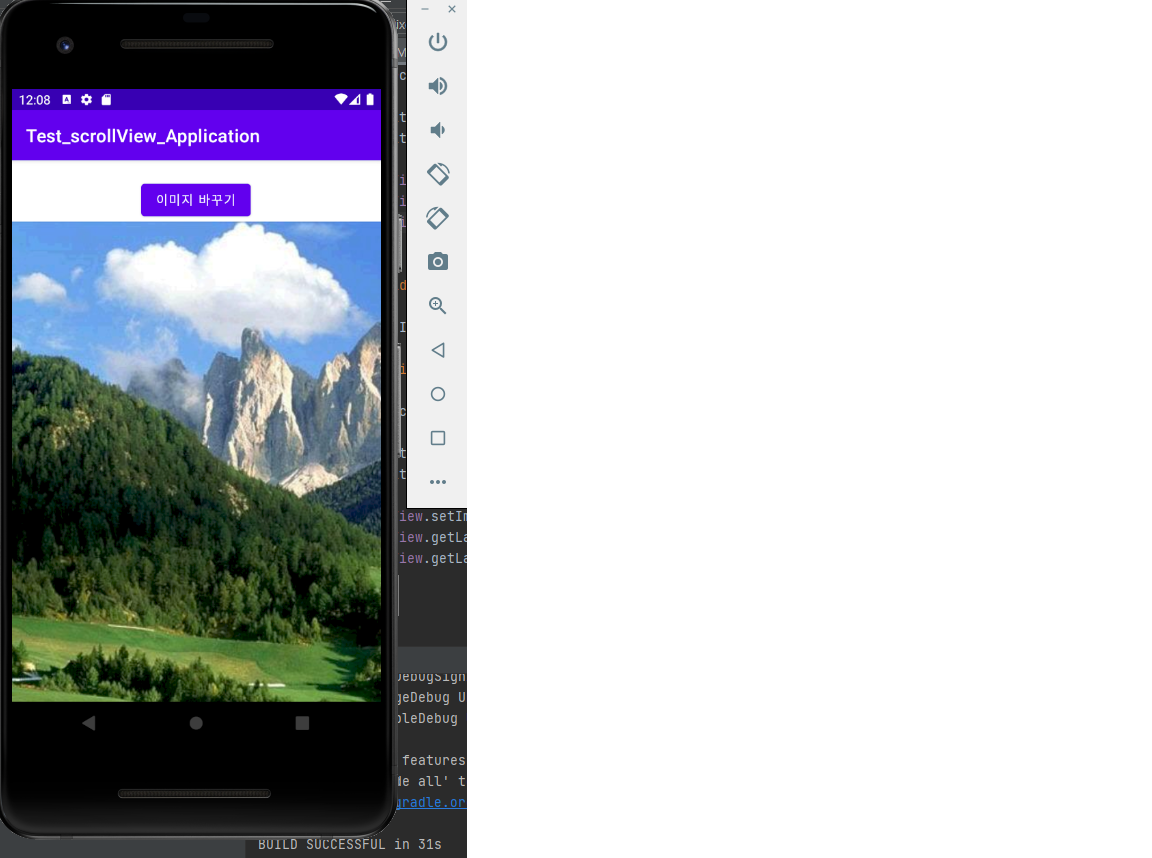 12:08
Test_scrollView_Application
이미지 바꾸기
iew.setIm
iew.getLa
iew.getLa
geDebug U
leDebug
features
de all' t
gradle.or
BUILD SUCCESSFUL in 31s